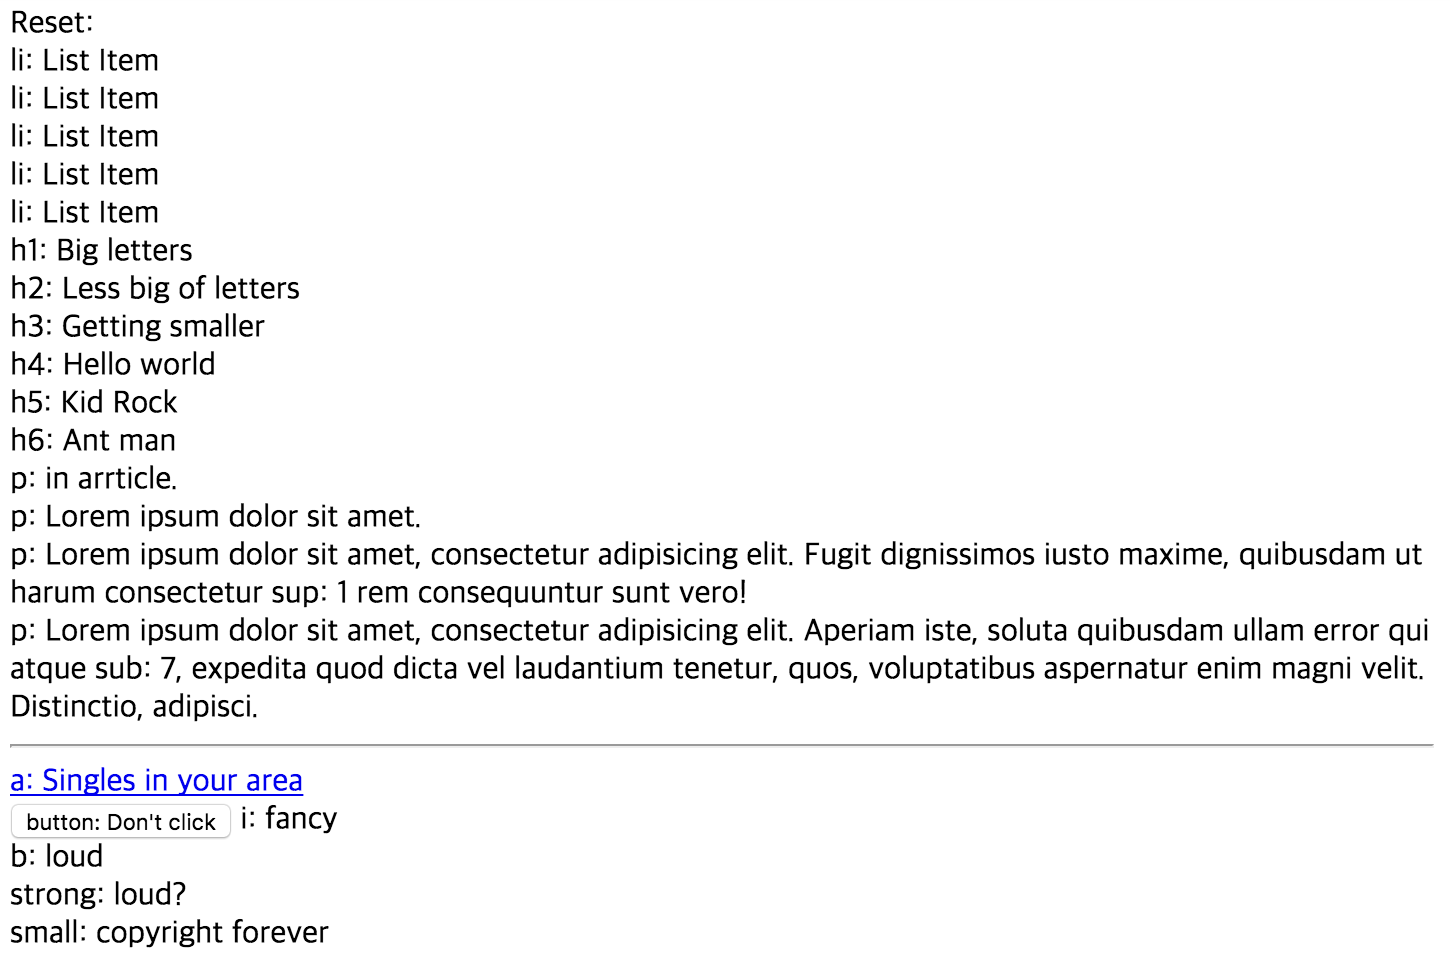 Reset:
li: List Item
li: List Item
li: List Item
li: List Item
li: List Item
h1: Big letters
h2: Less big of letters
h3: Getting smaller
h4: Hello world
h5: Kid Rock
h6: Ant man
p: in arrticle.
p: Lorem ipsum dolor sit amet.
p: Lorem ipsum dolor sit amet, consectetur adipisicing elit. Fugit dignissimos iusto maxime, quibusdam ut
harum consectetur sup: 1 rem consequuntur sunt vero!
p: Lorem ipsum dolor sit amet, consectetur adipisicing elit. Aperiam iste, soluta quibusdam ullam error qui
atque sub: 7, expedita quod dicta vel laudantium tenetur, quos, voluptatibus aspernatur enim magni velit.
Distinctio, adipisci.
a: Singles in your area
button: Don't click i: fancy
b: loud
strong: loud?
small: copyright forever